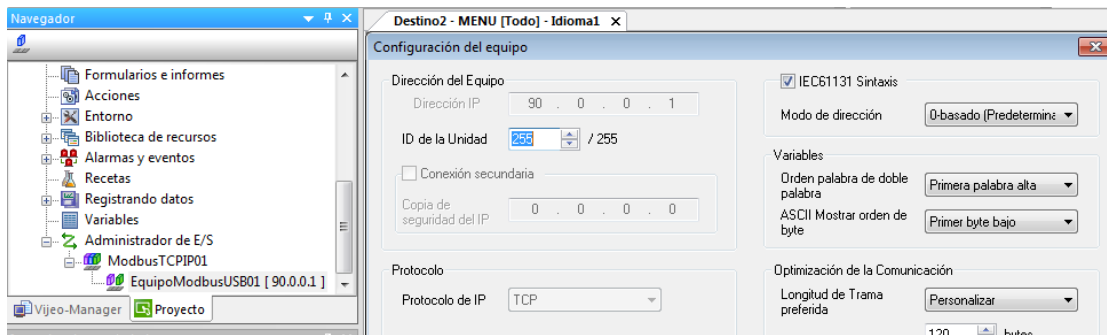 Navegador
Formularios e informes
Acciones
Entorno
Biblioteca de recursos
Alarmas y eventos
Recetas
Registrando datos
Variables
Administrador de E/S
ModbusTCPIP01
EquipoModbusUSB01 [ 90.0.0.1 ]
Vijeo-Manager Proyecto
Destino2 - MENU [Todo] - Idioma1
Configuración del equipo
Dirección del Equipo
Dirección IP 90 . 0 . 0 . 1
ID de la Unidad 255 / 255
Conexión secundaria
Copia de
seguridad del IP 0 . 0 . 0 . 0
Protocolo
Protocolo de IP TCP
IEC61131 Sintaxis
Modo de dirección 0-basado (Predetermina
Variables
Orden palabra de doble
palabra Primera palabra alta
ASCII Mostrar orden de
byte Primer byte bajo
Optimización de la Comunicación
Longitud de Trama
preferida Personalizar
120 bytes